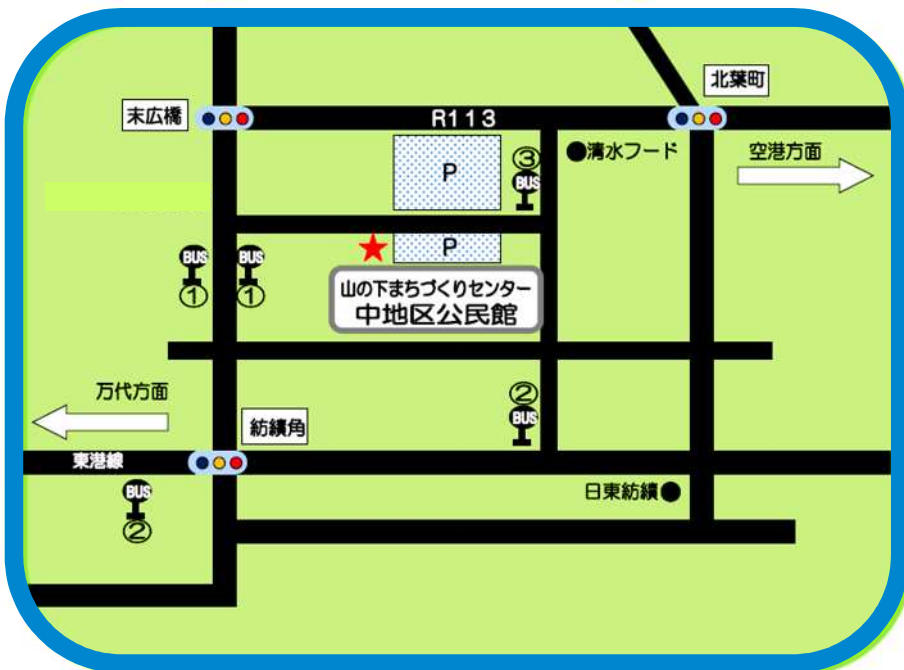 北葉町
末広橋
R113
P
③
BUS
●清水フード
空港方面
P
BUS
①
BUS
①
山の下まちづくりセンター
中地区公民館
万代方面
②
BUS
紡績角
東港線
BUS
②
日東紡績●